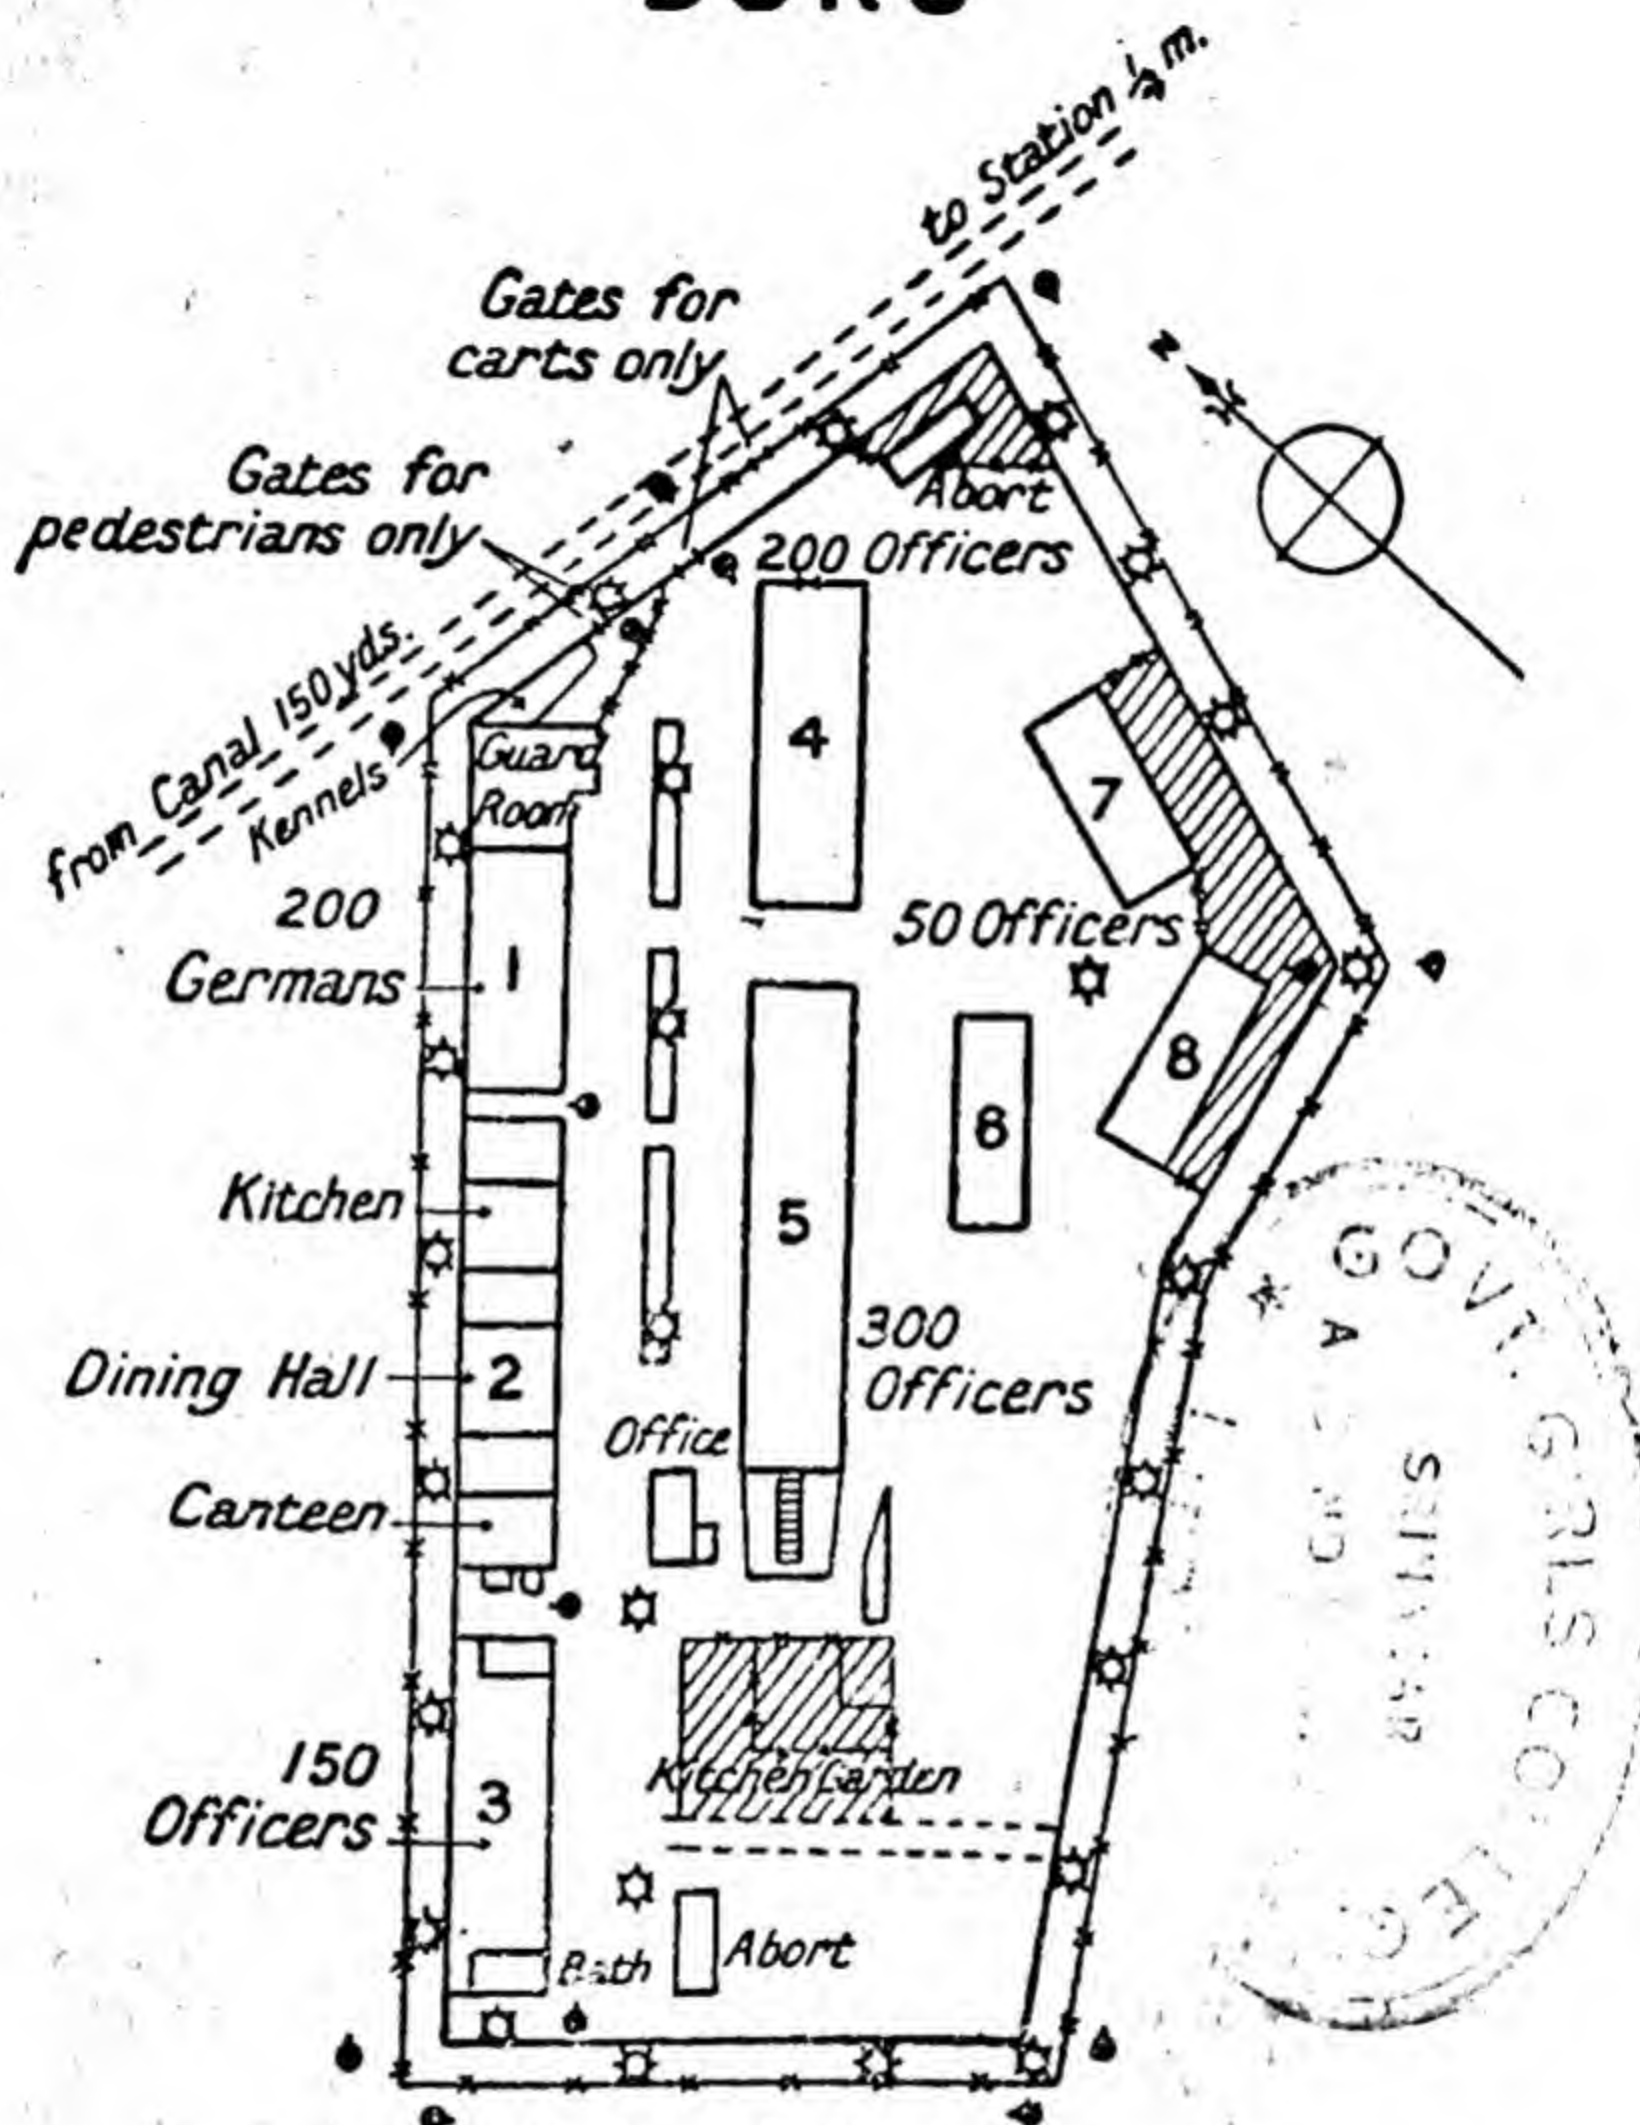 to Station ½ m.
Gates for
carts only
Gates for
pedestrians only
N
Abort
200 Officers
from Canal 150 yds.
Kennels
Guard
Room
4
7
200
Germans
1
50 Officers
8
6
Kitchen
5
300
Officers
Dining Hall
2
Office
Canteen
Kitchen Garden
150
Officers
3
Bath
Abort
GOVT. GIRLS COLLEGE